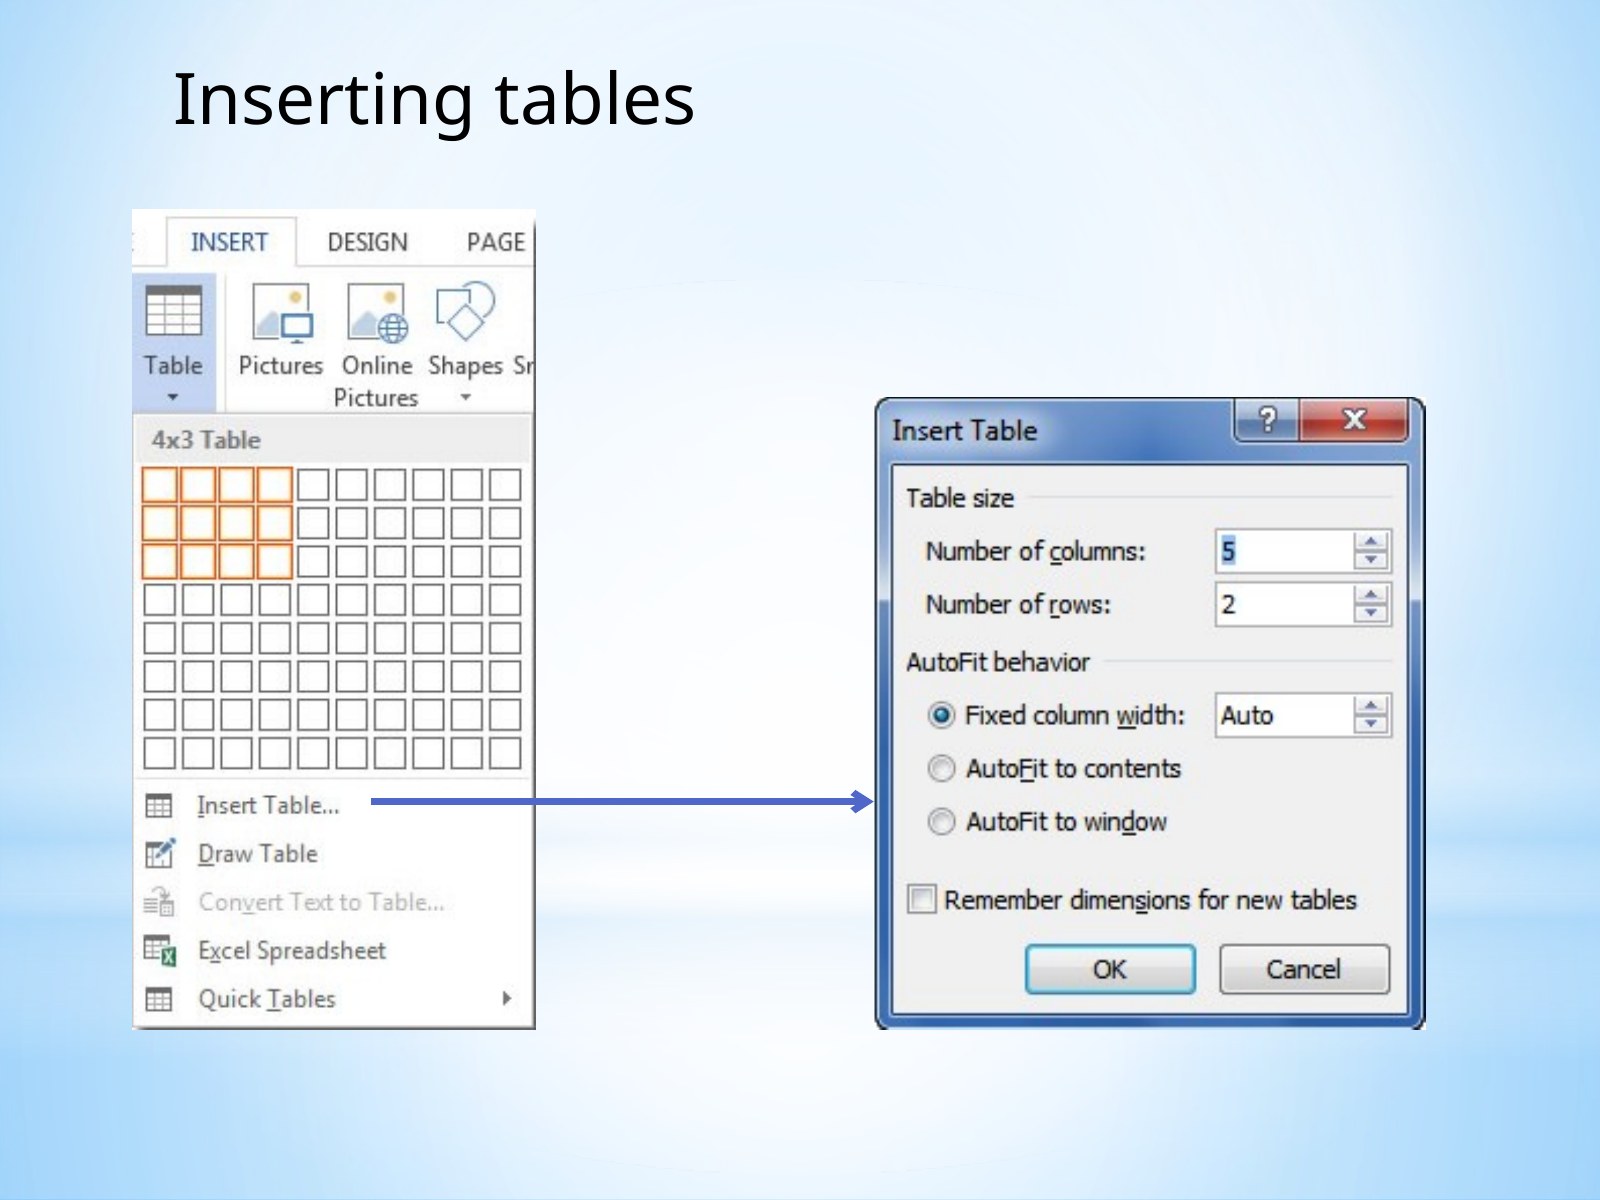 Inserting tables
INSERT DESIGN PAGE
Table Pictures Online Pictures Shapes
4x3 Table
Insert Table...
Draw Table
Convert Text to Table...
Excel Spreadsheet
Quick Tables
Insert Table
Table size
Number of columns: 5
Number of rows: 2
AutoFit behavior
Fixed column width: Auto
AutoFit to contents
AutoFit to window
Remember dimensions for new tables
OK Cancel